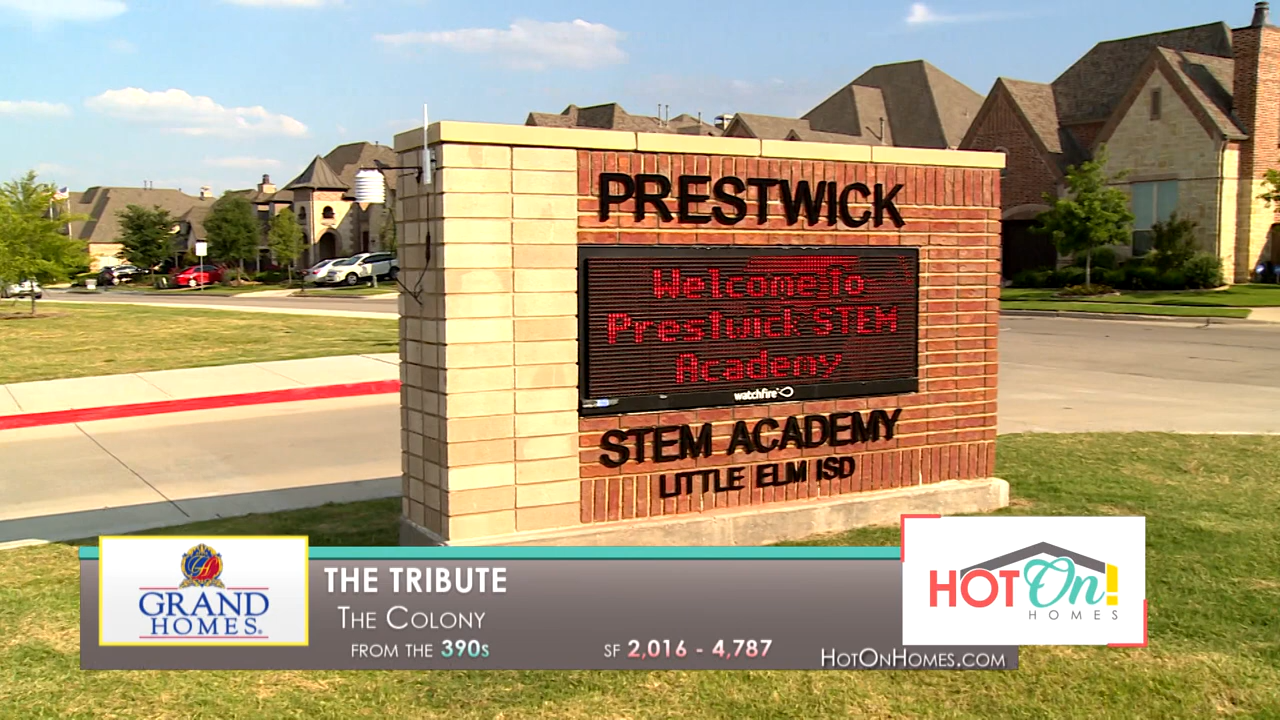 PRESTWICK
Welcome To
Prestwick STEM
Academy
watchfire
STEM ACADEMY
LITTLE ELM ISD
GRAND
HOMES
THE TRIBUTE
THE COLONY
FROM THE 390S
SF 2,016 - 4,787
HOTONHOMES.COM
HOT On!
HOMES